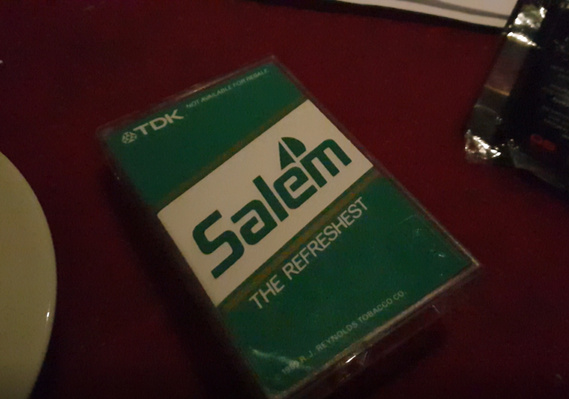 TDK NOT AVAILABLE FOR RESALE
Salem
THE REFRESHEST
R.J. REYNOLDS TOBACCO CO.